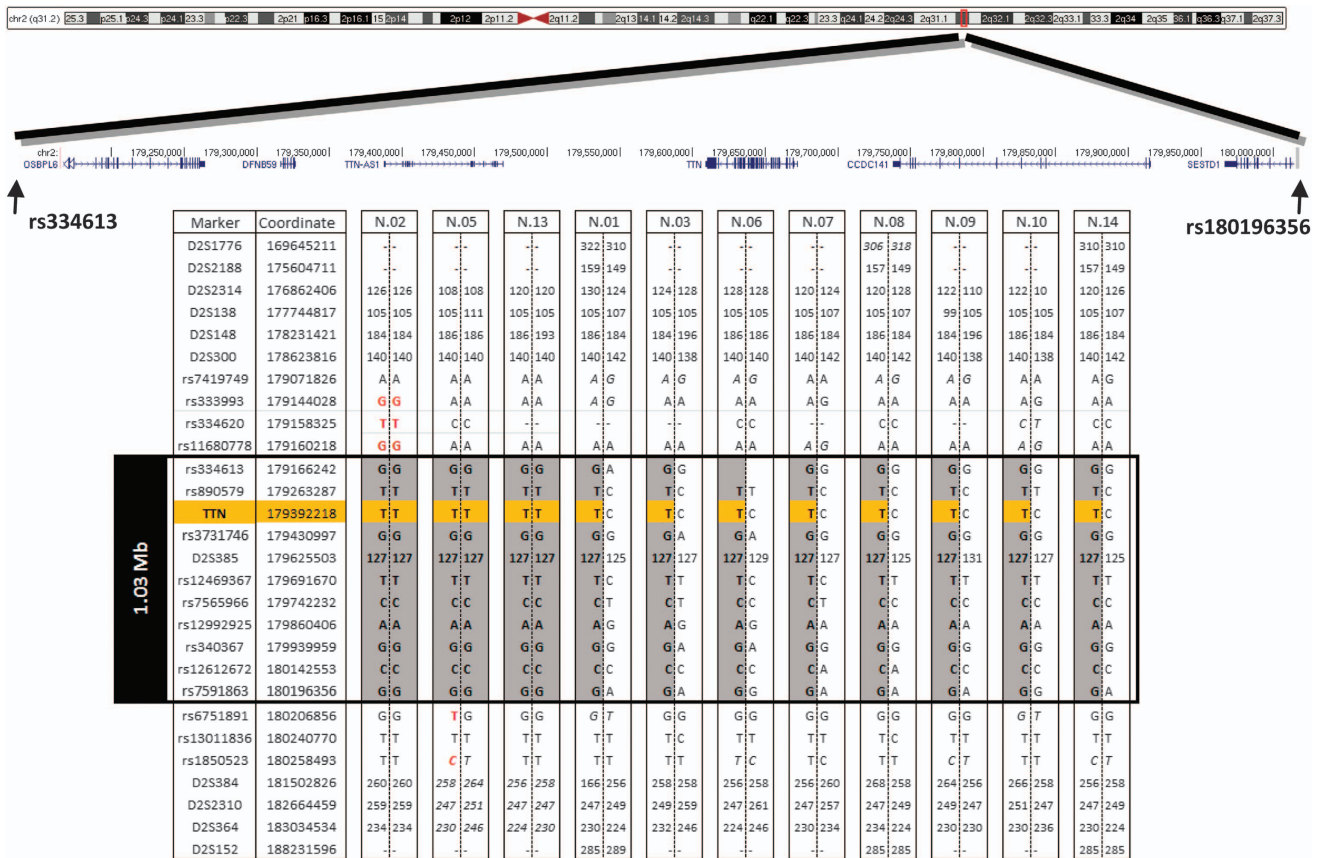 chr2 (q31.2) 25.3 p25.1 p24.3 p24.1 23.3 p22.3 2p21 p16.3 2p16.1 15 2p14 2p12 2p11.2 2q11.2 2q13 14.1 14.2 2q14.3 q22.1 q22.3 23.3 q24.1 24.2 2q24.3 2q31.1 2q32.1 2q32.3 2q33.1 33.3 2q34 2q35 36.1 q36.3 q37.1 2q37.3
chr2: 179,250,000 179,300,000 179,350,000 179,400,000 179,450,000 179,500,000 179,550,000 179,600,000 179,650,000 179,700,000 179,750,000 179,800,000 179,850,000 179,900,000 179,950,000 180,000,000
OSBPL6 DFNB59 TTN-AS1 TTN CCDC141 SESTD1
rs334613 rs180196356
Marker Coordinate N.02 N.05 N.13 N.01 N.03 N.06 N.07 N.08 N.09 N.10 N.14
D2S1776 169645211 -- -- -- 322 310 -- -- -- 306 318 -- -- 310 310
D2S2188 175604711 -- -- -- 159 149 -- -- -- 157 149 -- -- 157 149
D2S2314 176862406 126 126 108 108 120 120 130 124 124 128 128 128 120 124 120 128 122 110 122 10 120 126
D2S138 177744817 105 105 105 111 105 105 105 107 105 105 105 105 105 107 105 107 99 105 105 105 105 107
D2S148 178231421 184 184 186 186 186 193 186 184 184 196 186 186 186 184 186 184 184 196 186 184 186 184
D2S300 178623816 140 140 140 140 140 140 140 142 140 138 140 140 140 142 140 142 140 138 140 138 140 142
rs7419749 179071826 A A A A A A A G A G A G A A A G A G A A A G
rs333993 179144028 G G A A A A A G A A A A A G A A A A A G A A
rs334620 179158325 T T C C -- -- -- C C -- C C -- C T C C
rs11680778 179160218 G G A A A A A A A A A A A G A A A A A G A A
rs334613 179166242 G G G G G G G A G G G G G G G G G G G G
rs890579 179263287 T T T T T T T C T C T T T C T C T C T T T C
TTN 179392218 T T T T T T T C T C T C T C T C T C T C T C
rs3731746 179430997 G G G G G G G G G A G A G G G G G G G G G G
D2S385 179625503 127 127 127 127 127 127 127 125 127 127 127 129 127 127 127 125 127 131 127 127 127 125
rs12469367 179691670 T T T T T T T C T T T C T C T T T T T T T T
rs7565966 179742232 C C C C C C C T C T C C C T C C C C C C C C
rs12992925 179860406 A A A A A A A G A G A G A A A A A A A A A A
rs340367 179939959 G G G G G G G G G A G A G G G G G G G G G G
rs12612672 180142553 C C C C C C C C C C C C C A C A C C C C C C
rs7591863 180196356 G G G G G G G A G A G G G A G A G A G G G A
1.03 Mb
rs6751891 180206856 G G T G G G G T G G G G G G G G G G G T G G
rs13011836 180240770 T T T T T T T T T C T T T T T C T T T T T T
rs1850523 180258493 T T C T T T T T T T T C T C T T C T T T C T
D2S384 181502826 260 260 258 264 256 258 166 256 258 258 256 258 256 260 268 258 264 256 266 258 256 258
D2S2310 182664459 259 259 247 251 247 247 247 249 249 259 247 261 247 257 247 249 249 247 251 247 247 249
D2S364 183034534 234 234 230 246 224 230 230 224 232 246 224 246 230 234 234 224 230 230 230 236 230 224
D2S152 188231596 -- -- -- 285 289 -- -- -- 285 285 -- -- 285 285